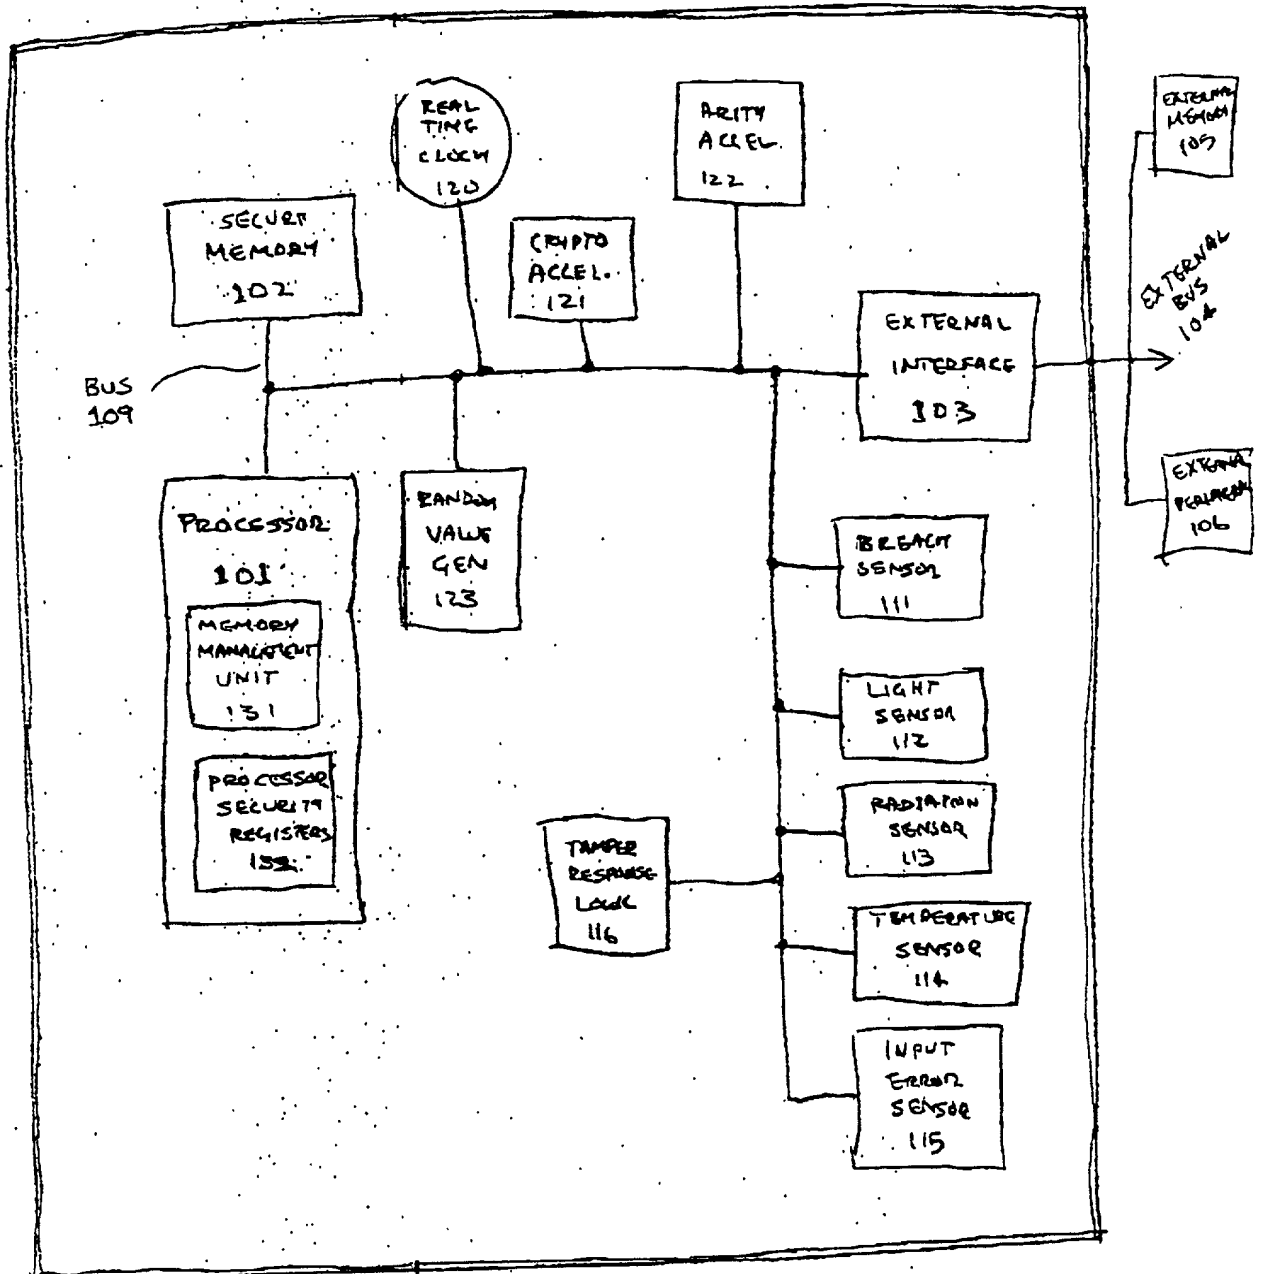 REAL
TIME
CLOCK
120
ARITY
ACCEL.
122
EXTERNAL
MEMORY
105
SECURE
MEMORY
102
CRYPTO
ACCEL.
121
EXTERNAL
BUS
104
EXTERNAL
INTERFACE
103
BUS
109
PROCESSOR
101
MEMORY
MANAGEMENT
UNIT
131
PROCESSOR
SECURITY
REGISTERS
RANDOM
VALUE
GEN
123
EXTERNAL
106
BREACH
SENSOR
111
LIGHT
SENSOR
112
RADIATION
SENSOR
113
TAMPER
RESPONSE
LOGIC
116
TEMPERATURE
SENSOR
114
INPUT
ERROR
SENSOR
115